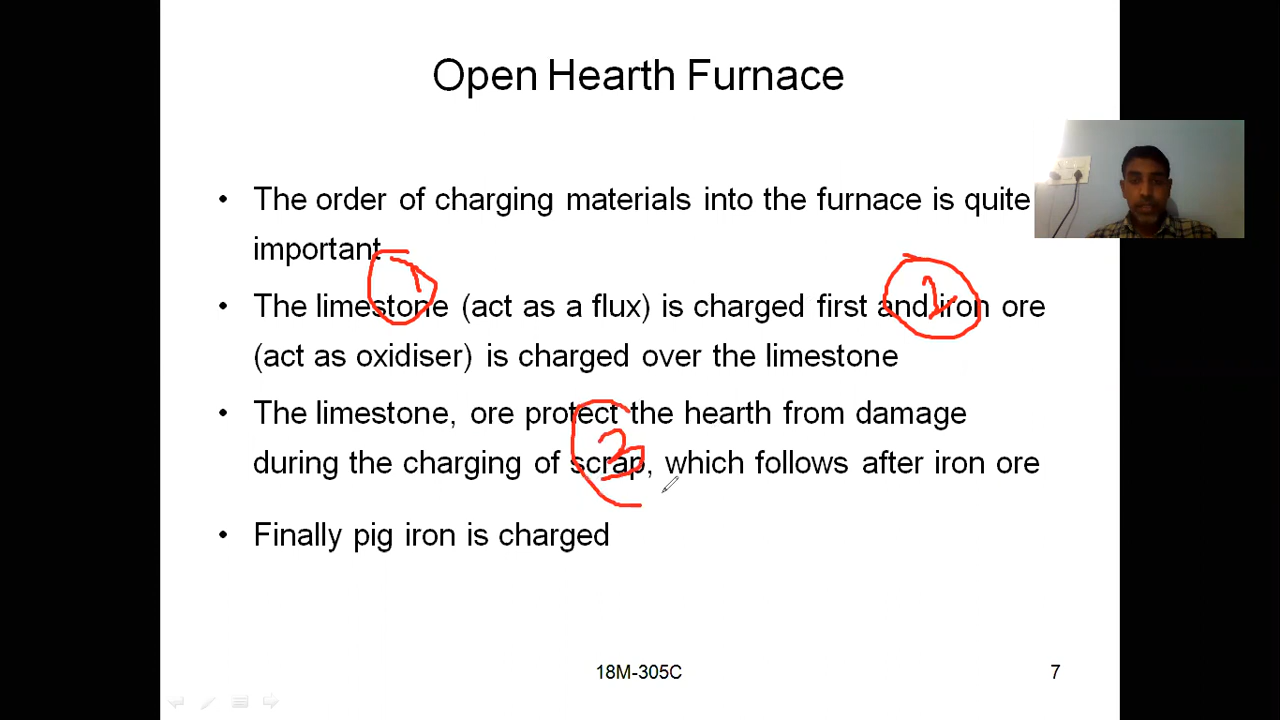 Open Hearth Furnace
• The order of charging materials into the furnace is quite
important
1
• The limestone (act as a flux) is charged first and iron ore
2
(act as oxidiser) is charged over the limestone
• The limestone, ore protect the hearth from damage
3
during the charging of scrap, which follows after iron ore
• Finally pig iron is charged
18M-305C
7